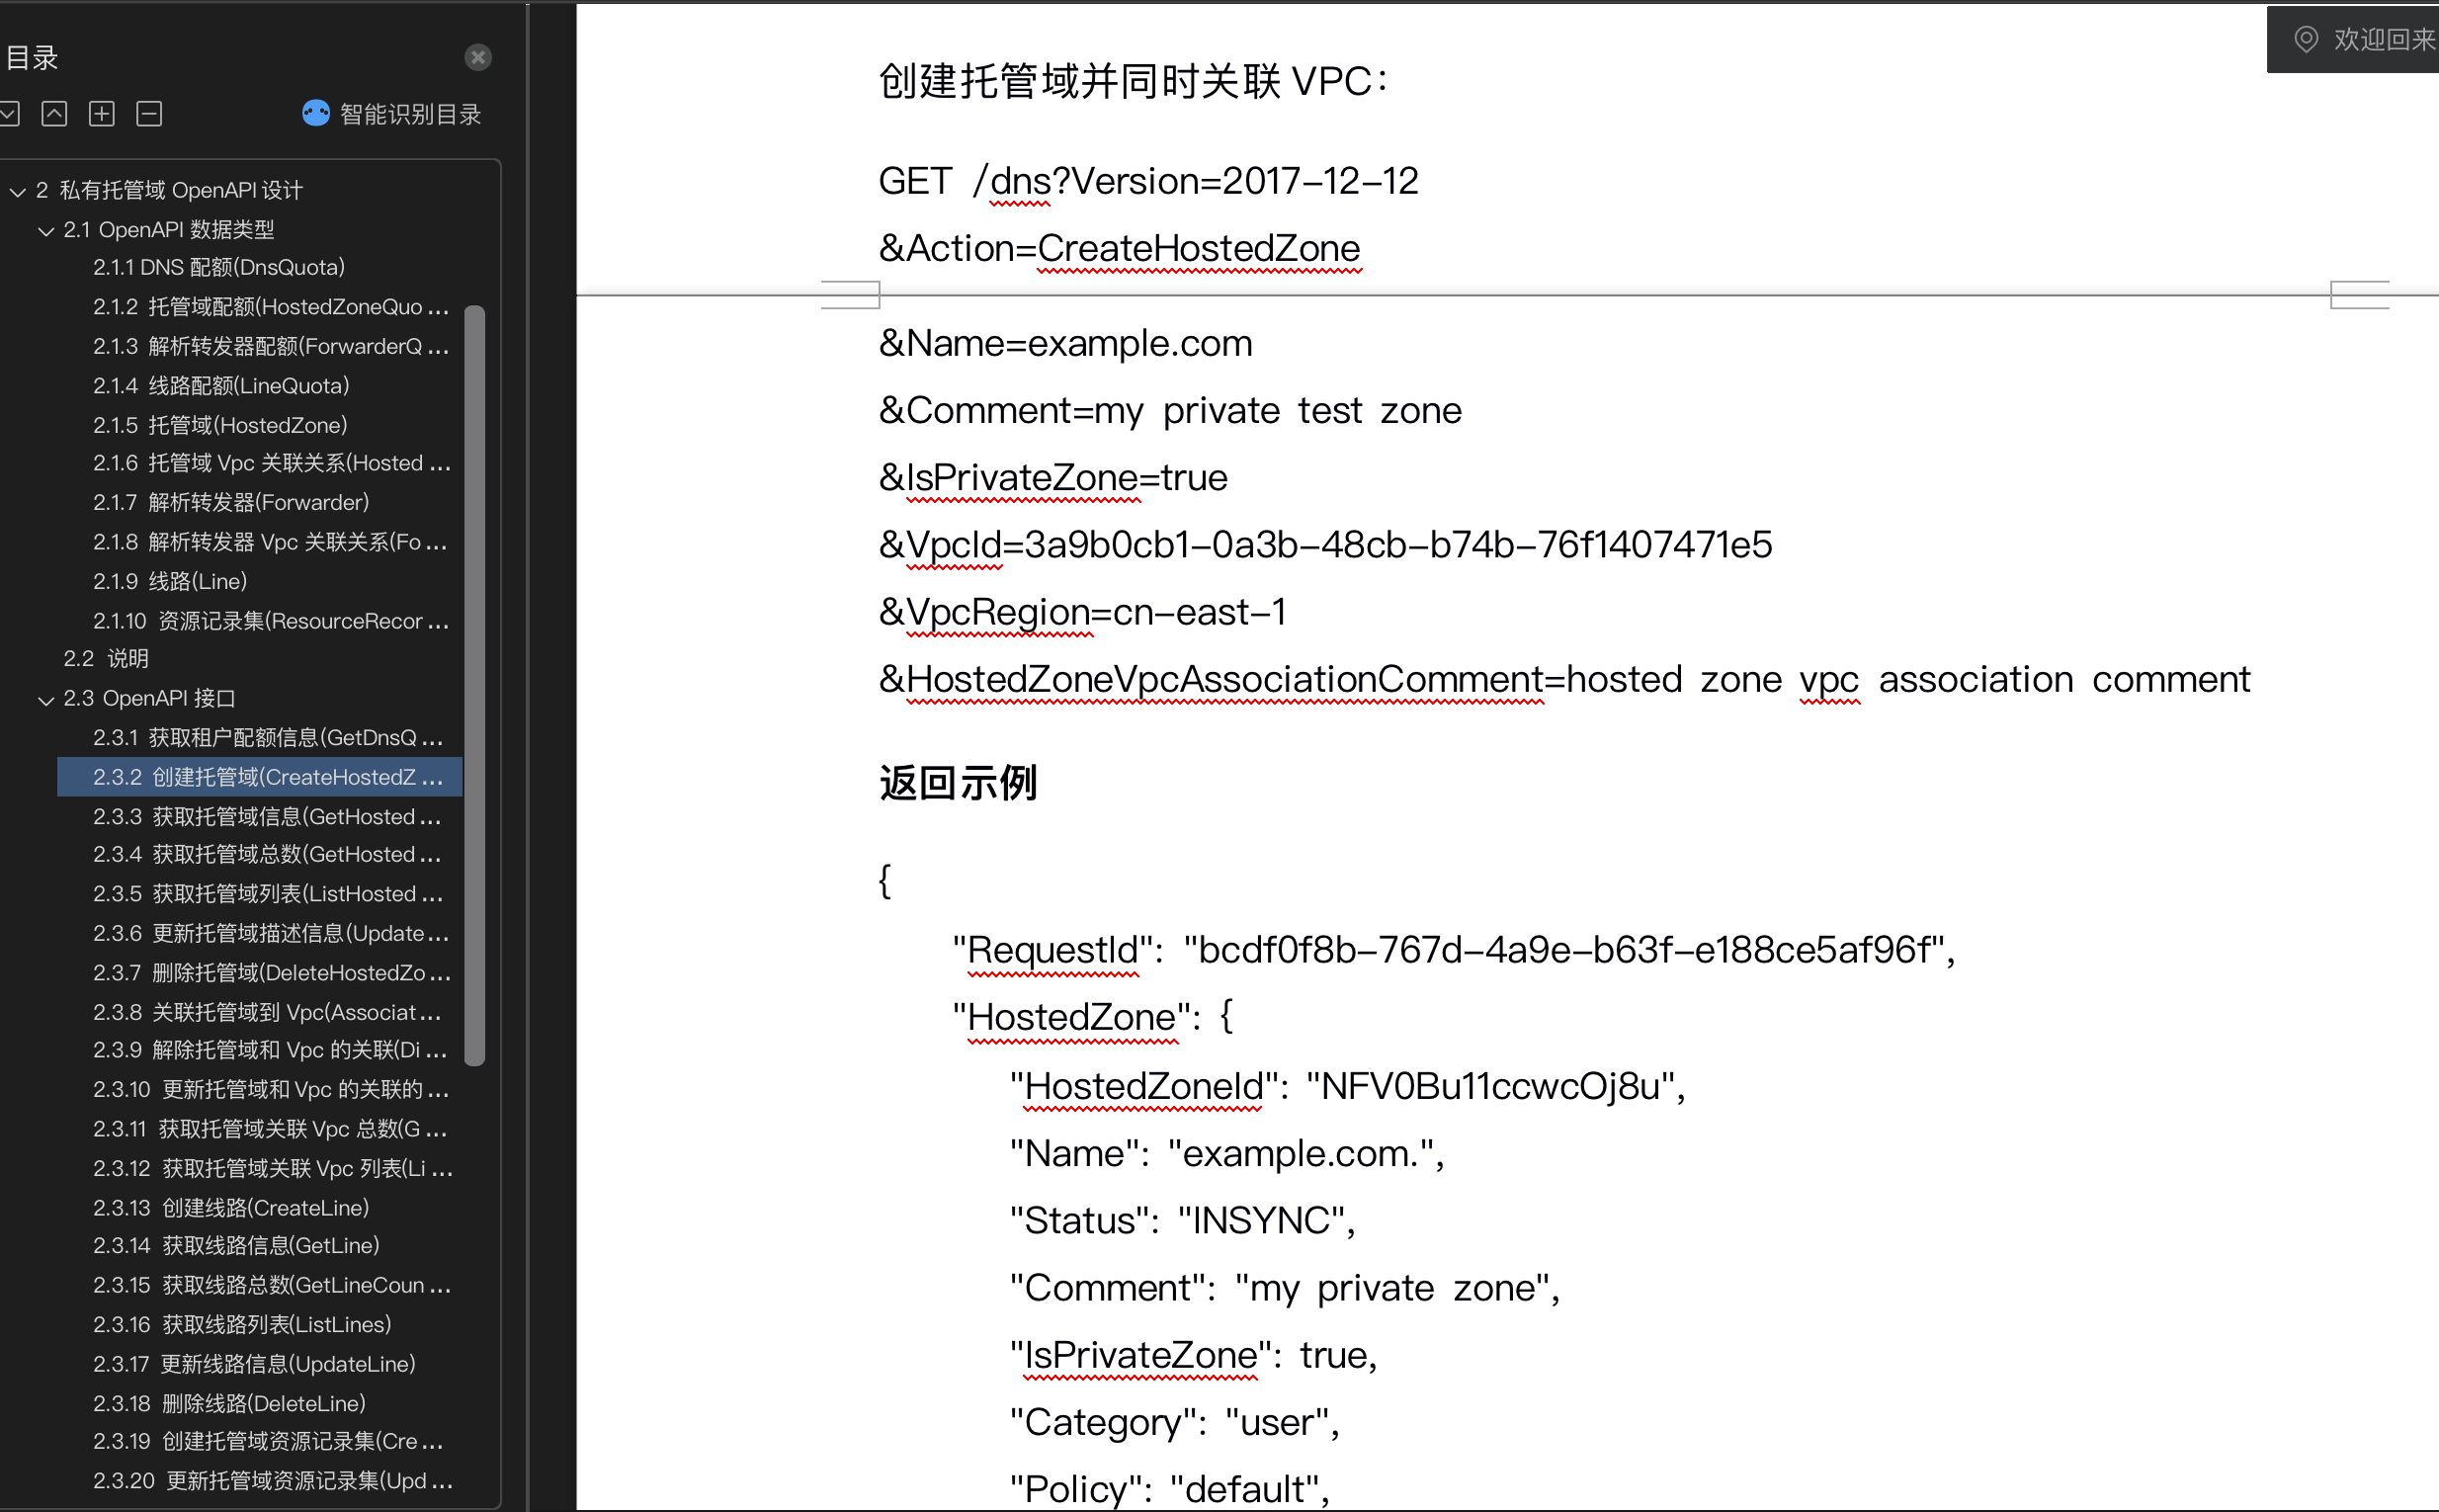 目录
智能识别目录
2 私有托管域 OpenAPI 设计
2.1 OpenAPI 数据类型
2.1.1 DNS 配额(DnsQuota)
2.1.2 托管域配额(HostedZoneQuo ...
2.1.3 解析转发器配额(ForwarderQ ...
2.1.4 线路配额(LineQuota)
2.1.5 托管域(HostedZone)
2.1.6 托管域 Vpc 关联关系(Hosted ...
2.1.7 解析转发器(Forwarder)
2.1.8 解析转发器 Vpc 关联关系(Fo ...
2.1.9 线路(Line)
2.1.10 资源记录集(ResourceRecor ...
2.2 说明
2.3 OpenAPI 接口
2.3.1 获取租户配额信息(GetDnsQ ...
2.3.2 创建托管域(CreateHostedZ ...
2.3.3 获取托管域信息(GetHosted ...
2.3.4 获取托管域总数(GetHosted ...
2.3.5 获取托管域列表(ListHosted ...
2.3.6 更新托管域描述信息(Update ...
2.3.7 删除托管域(DeleteHostedZo ...
2.3.8 关联托管域到 Vpc(Associat ...
2.3.9 解除托管域和 Vpc 的关联(Di ...
2.3.10 更新托管域和 Vpc 的关联的 ...
2.3.11 获取托管域关联 Vpc 总数(G ...
2.3.12 获取托管域关联 Vpc 列表(Li ...
2.3.13 创建线路(CreateLine)
2.3.14 获取线路信息(GetLine)
2.3.15 获取线路总数(GetLineCoun ...
2.3.16 获取线路列表(ListLines)
2.3.17 更新线路信息(UpdateLine)
2.3.18 删除线路(DeleteLine)
2.3.19 创建托管域资源记录集(Cre ...
2.3.20 更新托管域资源记录集(Upd ...
欢迎回来
创建托管域并同时关联 VPC：
GET /dns?Version=2017-12-12
&Action=CreateHostedZone
&Name=example.com
&Comment=my private test zone
&IsPrivateZone=true
&VpcId=3a9b0cb1-0a3b-48cb-b74b-76f1407471e5
&VpcRegion=cn-east-1
&HostedZoneVpcAssociationComment=hosted zone vpc association comment
返回示例
{
"RequestId": "bcdf0f8b-767d-4a9e-b63f-e188ce5af96f",
"HostedZone": {
"HostedZoneId": "NFV0Bu11ccwcOj8u",
"Name": "example.com.",
"Status": "INSYNC",
"Comment": "my private zone",
"IsPrivateZone": true,
"Category": "user",
"Policy": "default",